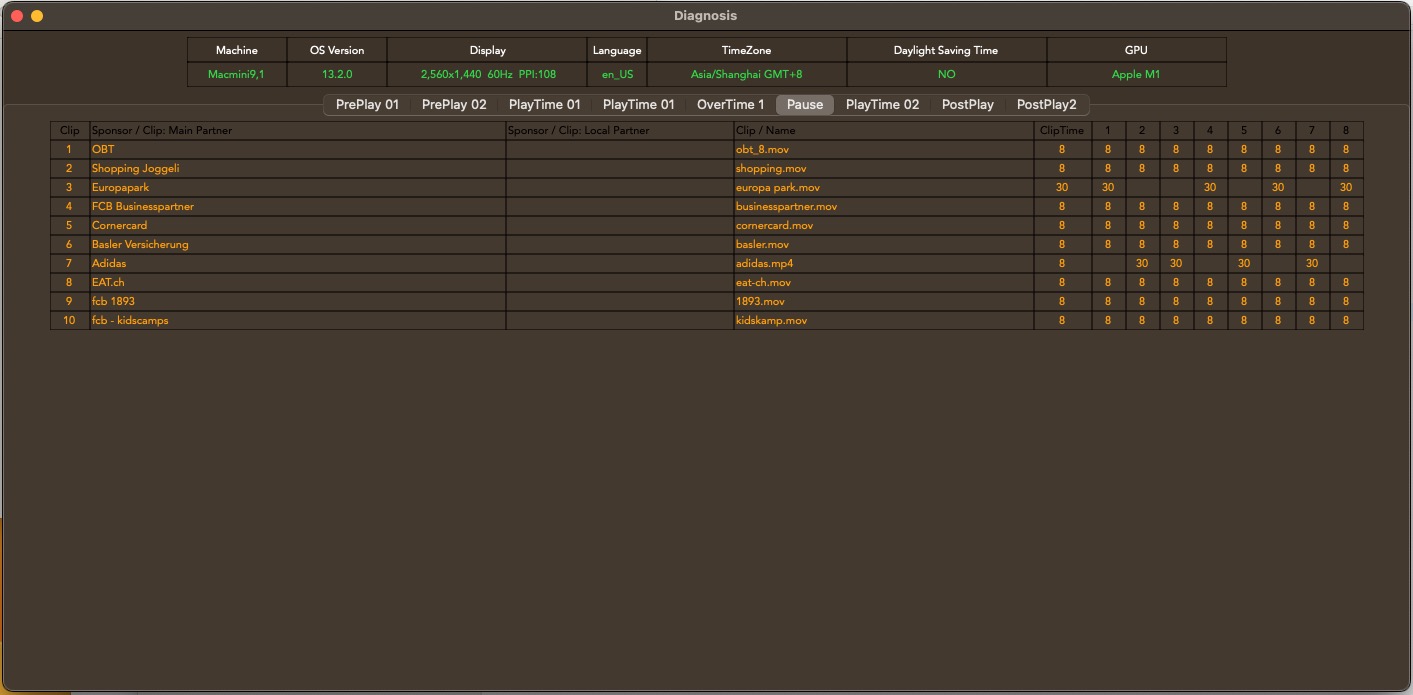 Diagnosis
Machine OS Version Display Language TimeZone Daylight Saving Time GPU
Macmini9,1 13.2.0 2,560x1,440 60Hz PPI:108 en_US Asia/Shanghai GMT+8 NO Apple M1
PrePlay 01 PrePlay 02 PlayTime 01 PlayTime 01 OverTime 1 Pause PlayTime 02 PostPlay PostPlay2
Clip Sponsor / Clip: Main Partner Sponsor / Clip: Local Partner Clip / Name ClipTime 1 2 3 4 5 6 7 8
1 OBT obt_8.mov 8 8 8 8 8 8 8 8 8
2 Shopping Joggeli shopping.mov 8 8 8 8 8 8 8 8 8
3 Europapark europa park.mov 30 30 30 30 30
4 FCB Businesspartner businesspartner.mov 8 8 8 8 8 8 8 8 8
5 Cornercard cornercard.mov 8 8 8 8 8 8 8 8 8
6 Basler Versicherung basler.mov 8 8 8 8 8 8 8 8 8
7 Adidas adidas.mp4 8 30 30 30 30
8 EAT.ch eat-ch.mov 8 8 8 8 8 8 8 8 8
9 fcb 1893 1893.mov 8 8 8 8 8 8 8 8 8
10 fcb - kidscamps kidskamp.mov 8 8 8 8 8 8 8 8 8